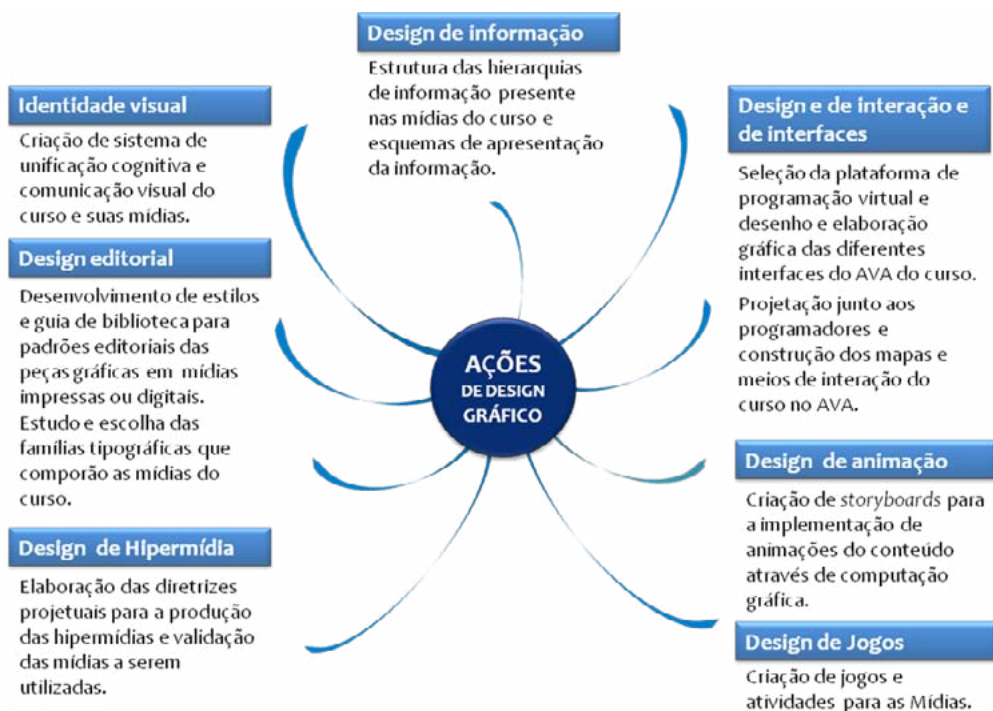 Design de informação
Estrutura das hierarquias
de informação presente
nas mídias do curso e
esquemas de apresentação
da informação.
Identidade visual
Criação de sistema de
unificação cognitiva e
comunicação visual do
curso e suas mídias.
Design editorial
Desenvolvimento de estilos
e guia de biblioteca para
padrões editoriais das
peças gráficas em mídias
impressas ou digitais.
Estudo e escolha das
famílias tipográficas que
comporão as mídias do
curso.
Design de Hipermídia
Elaboração das diretrizes
projetuais para a produção
das hipermídias e validação
das mídias a serem
utilizadas.
AÇÕES
DE DESIGN
GRÁFICO
Design e de interação e
de interfaces
Seleção da plataforma de
programação virtual e
desenho e elaboração
gráfica das diferentes
interfaces do AVA do curso.
Projetação junto aos
programadores e
construção dos mapas e
meios de interação do
curso no AVA.
Design de animação
Criação de storyboards para
a implementação de
animações do conteúdo
através de computação
gráfica.
Design de Jogos
Criação de jogos e
atividades para as Mídias.